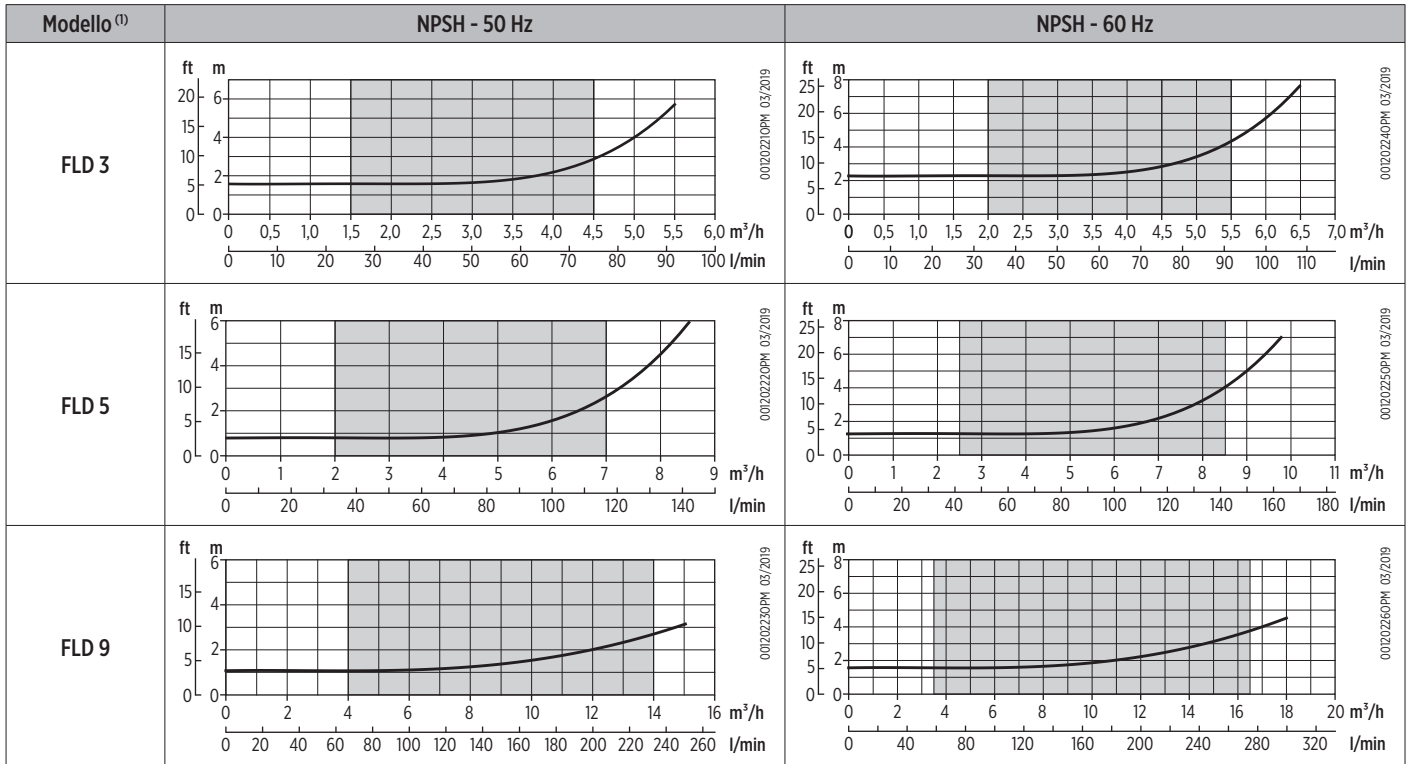 Modello (1) NPSH - 50 Hz NPSH - 60 Hz
FLD 3
ft m
20 6
15 4
10 2
5
0 0
0 0,5 1,0 1,5 2,0 2,5 3,0 3,5 4,0 4,5 5,0 5,5 6,0 m³/h
0 10 20 30 40 50 60 70 80 90 100 l/min
00120221OPM 03/2019
ft m
25 8
20 6
15 4
10 2
5
0 0
0 0,5 1,0 1,5 2,0 2,5 3,0 3,5 4,0 4,5 5,0 5,5 6,0 6,5 7,0 m³/h
0 10 20 30 40 50 60 70 80 90 100 110 l/min
00120224OPM 03/2019
FLD 5
ft m
6
15 4
10 2
5
0 0
0 1 2 3 4 5 6 7 8 9 m³/h
0 20 40 60 80 100 120 140 l/min
00120222OPM 03/2019
ft m
25 8
20 6
15 4
10 2
5
0 0
0 1 2 3 4 5 6 7 8 9 10 11 m³/h
0 20 40 60 80 100 120 140 160 180 l/min
00120225OPM 03/2019
FLD 9
ft m
6
15 4
10 2
5
0 0
0 2 4 6 8 10 12 14 16 m³/h
0 20 40 60 80 100 120 140 160 180 200 220 240 260 l/min
00120223OPM 03/2019
ft m
25 8
20 6
15 4
10 2
5
0 0
0 2 4 6 8 10 12 14 16 18 20 m³/h
0 40 80 120 160 200 240 280 320 l/min
00120226OPM 03/2019